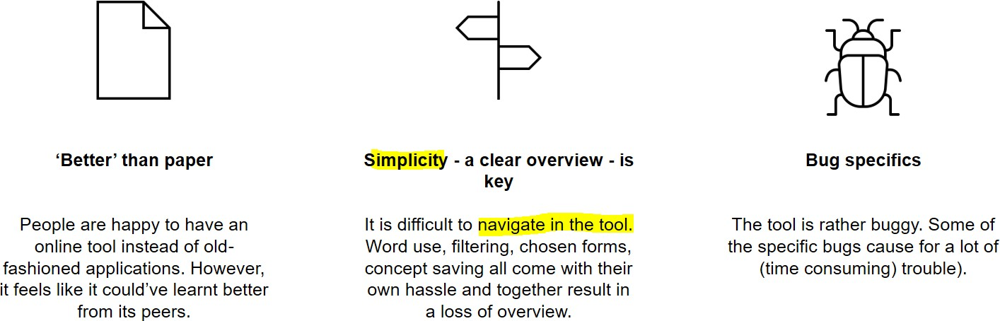 ‘Better’ than paper
People are happy to have an
online tool instead of old-
fashioned applications. However,
it feels like it could’ve learnt better
from its peers.
Simplicity - a clear overview - is
key
It is difficult to navigate in the tool.
Word use, filtering, chosen forms,
concept saving all come with their
own hassle and together result in
a loss of overview.
Bug specifics
The tool is rather buggy. Some of
the specific bugs cause for a lot of
(time consuming) trouble).